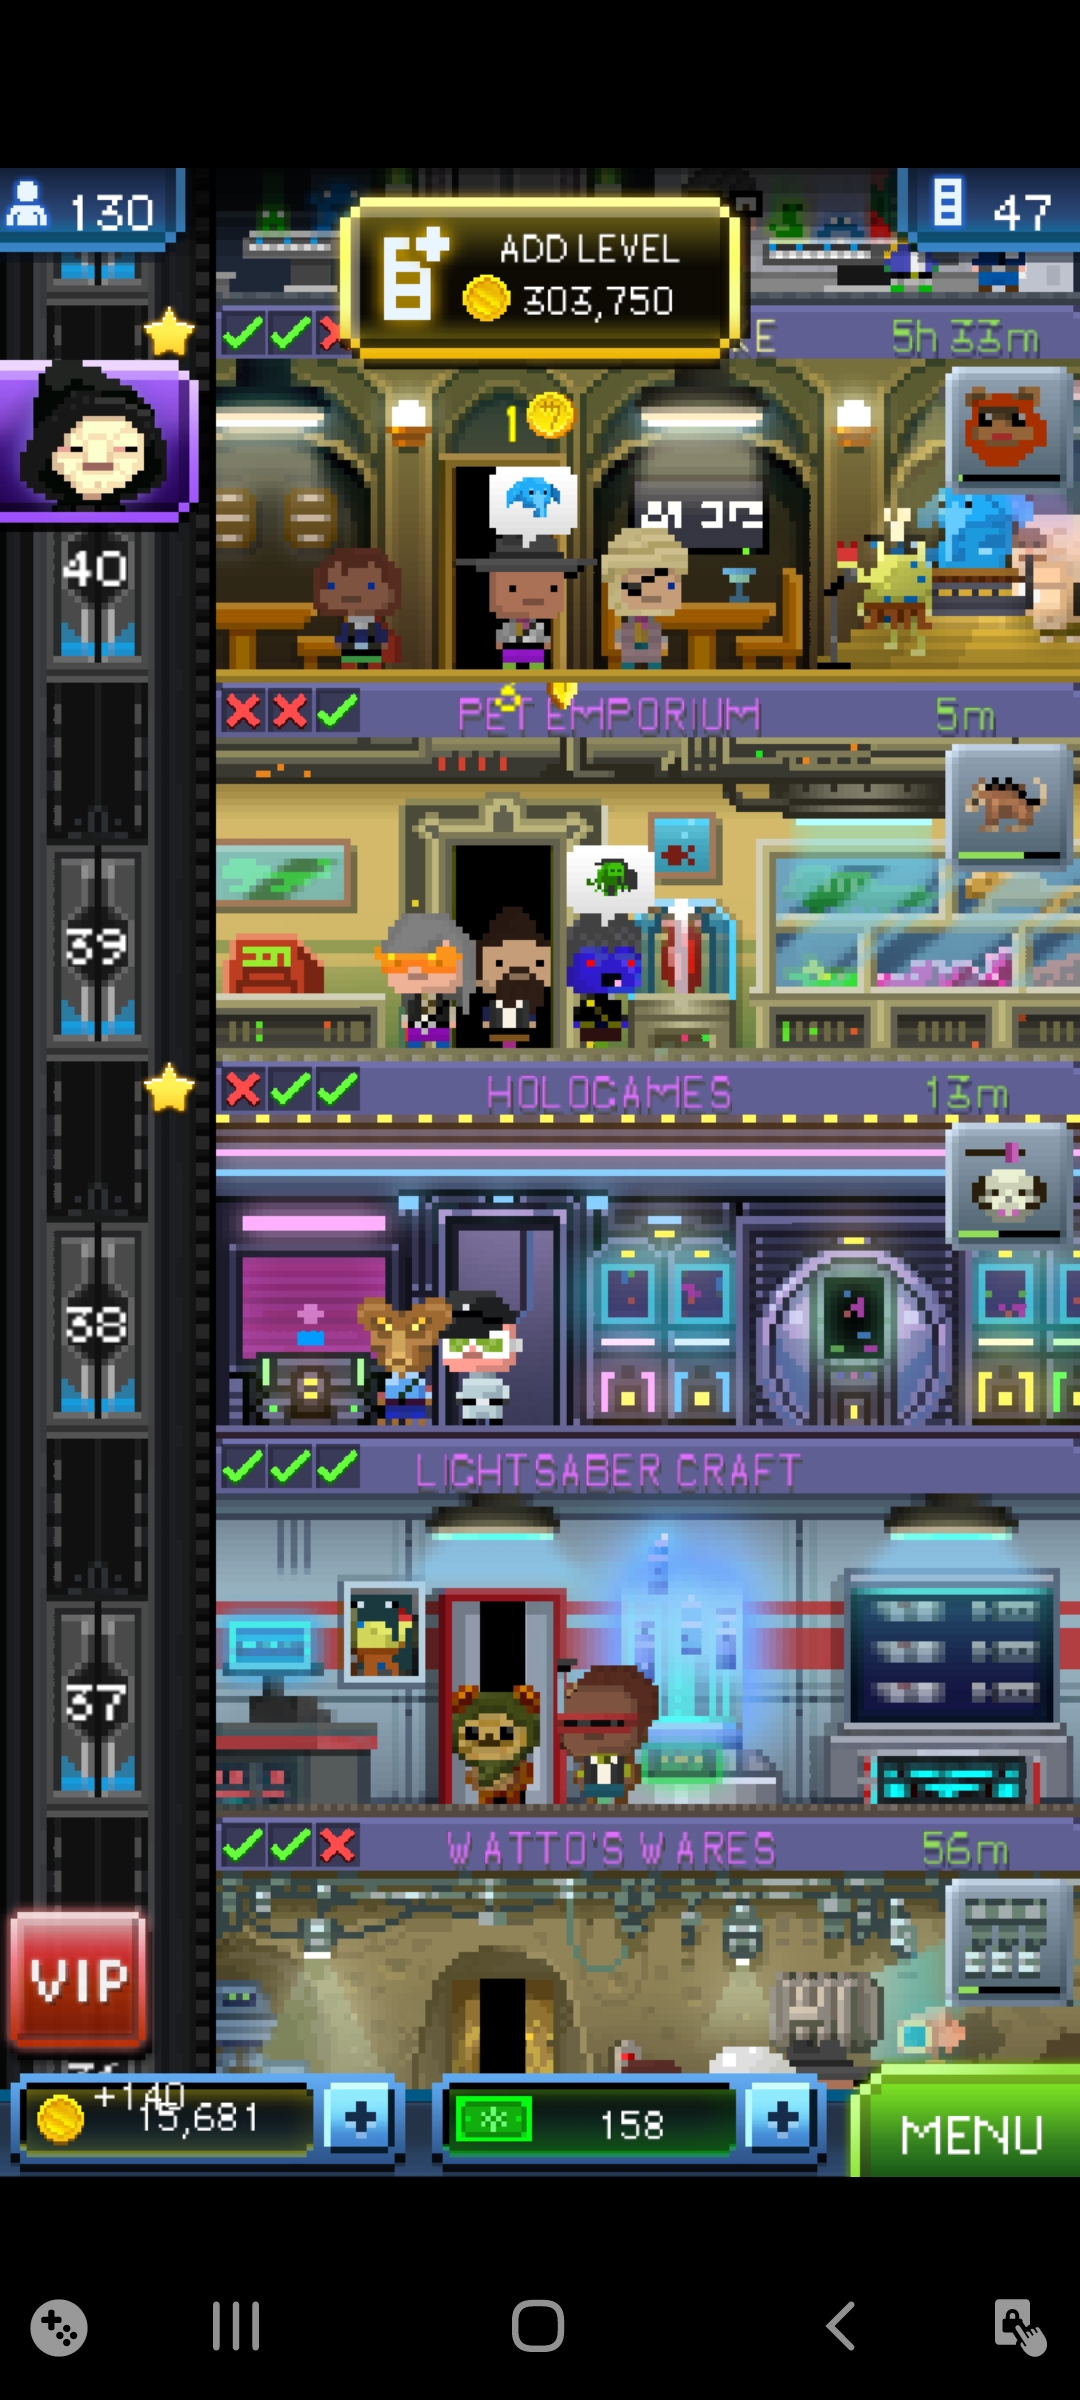 130
ADD LEVEL
303,750
47
KE
5h 33m
1
40
PET EMPORIUM
5m
39
HOLOGAMES
13m
38
LIGHTSABER CRAFT
37
WATTO'S WARES
56m
VIP
+140
15,681
158
MENU